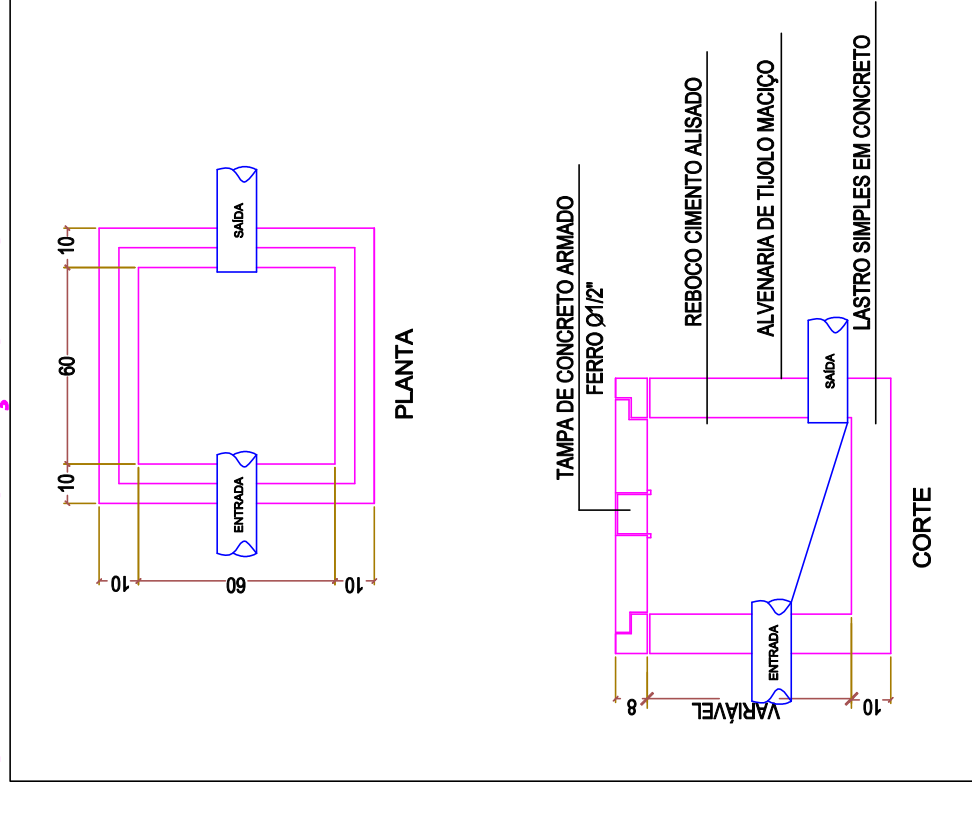 10
60
10
SAÍDA
ENTRADA
10
60
10
PLANTA
TAMPA DE CONCRETO ARMADO
FERRO Ø1/2"
REBOCO CIMENTO ALISADO
ALVENARIA DE TIJOLO MACIÇO
LASTRO SIMPLES EM CONCRETO
SAÍDA
ENTRADA
8
VARIÁVEL
10
CORTE